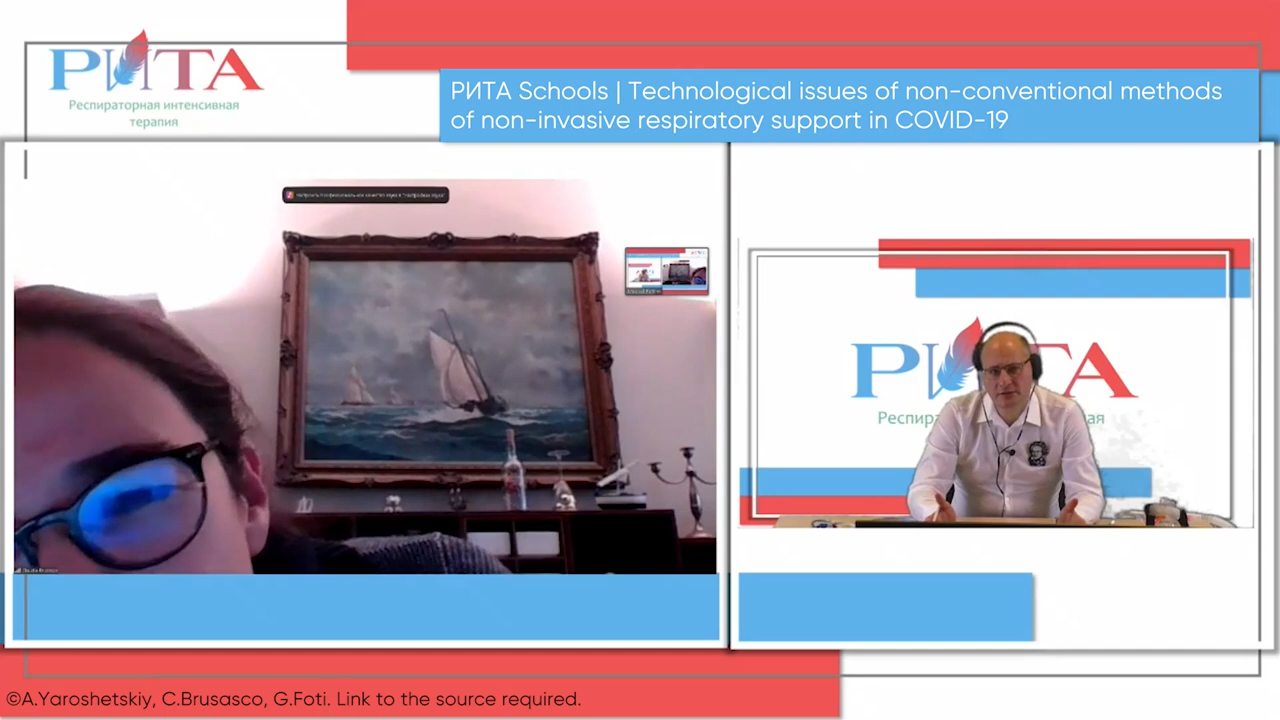 РИТА
Респираторная интенсивная
терапия
РИТА Schools | Technological issues of non-conventional methods
of non-invasive respiratory support in COVID-19
Р А
©A.Yaroshetskiy, C.Brusasco, G.Foti. Link to the source required.